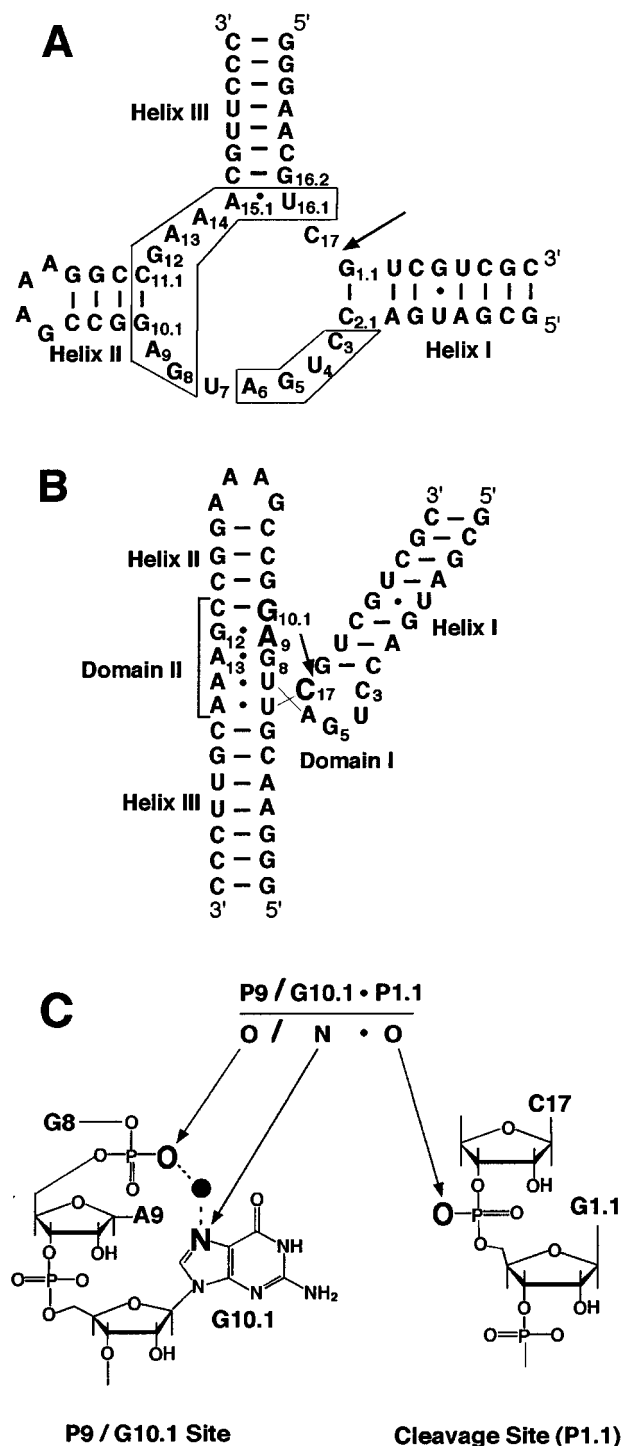 A
3' 5'
C – G
C – G
C – G
Helix III
U – A
U – A
G – C
C – G16.2
A15.1 • U16.1
A14
A13
G12
C17
A A G G C C11.1
G1.1 U C G U C G C 3'
A
G C C G G10.1
C2.1 A G U A G C G 5'
Helix II
A9
C3
Helix I
G8
U7
A6 G5 U4
B
A A
A G
G – C
Helix II
G – C
C – G
C – G10.1
G12 • A9
A13 • G8
A • U
A • U
A – G
Domain II
C17
G – C
C3
A G5 U
Domain I
3' 5'
C – G
G – C
C – G
U – A
G • U
C – G
U – A
Helix I
G – C
U – A
U – A
Helix III
C – G
C – G
C – G
3' 5'
C
P9 / G10.1 • P1.1
O / N • O
G8
O
O P O
O
A9
O
OH
O
O P O
O
O
NH
N
N
N
NH2
G10.1
O
OH
O
C17
O
O
OH
O P O
O
G1.1
O
O
OH
O P O
P9 / G10.1 Site
Cleavage Site (P1.1)